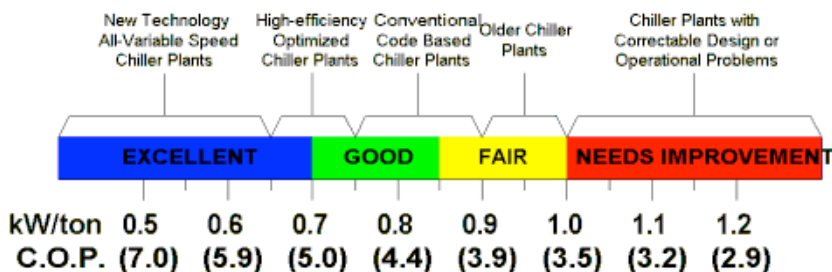 New Technology
All-Variable Speed
Chiller Plants
High-efficiency
Optimized
Chiller Plants
Conventional
Code Based
Chiller Plants
Older Chiller
Plants
Chiller Plants with
Correctable Design or
Operational Problems
EXCELLENT GOOD FAIR NEEDS IMPROVEMENT
kW/ton 0.5 0.6 0.7 0.8 0.9 1.0 1.1 1.2
C.O.P. (7.0) (5.9) (5.0) (4.4) (3.9) (3.5) (3.2) (2.9)